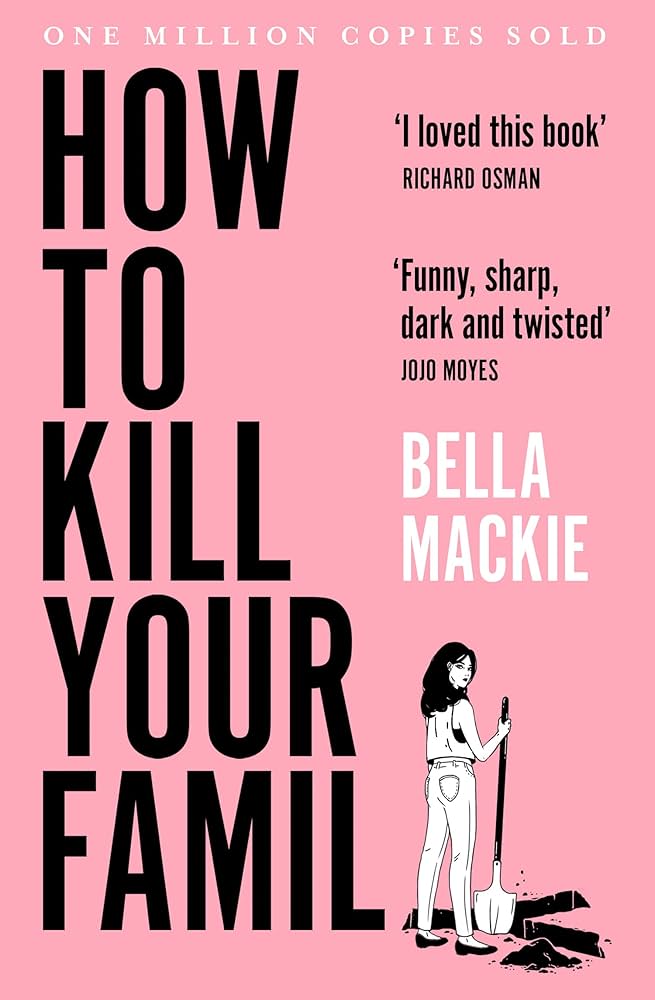 ONE MILLION COPIES SOLD
HOW
TO
KILL
YOUR
FAMIL
'I loved this book'
RICHARD OSMAN
'Funny, sharp,
dark and twisted'
JOJO MOYES
BELLA
MACKIE